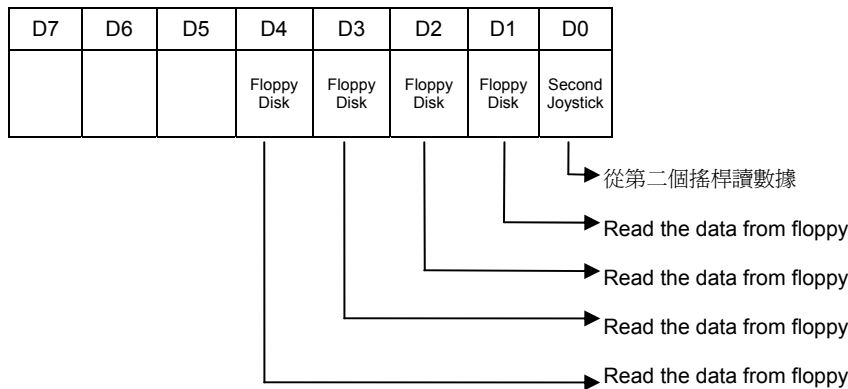 D7 D6 D5 D4 D3 D2 D1 D0
Floppy Disk Floppy Disk Floppy Disk Floppy Disk Second Joystick
從第二個搖桿讀數據
Read the data from floppy
Read the data from floppy
Read the data from floppy
Read the data from floppy